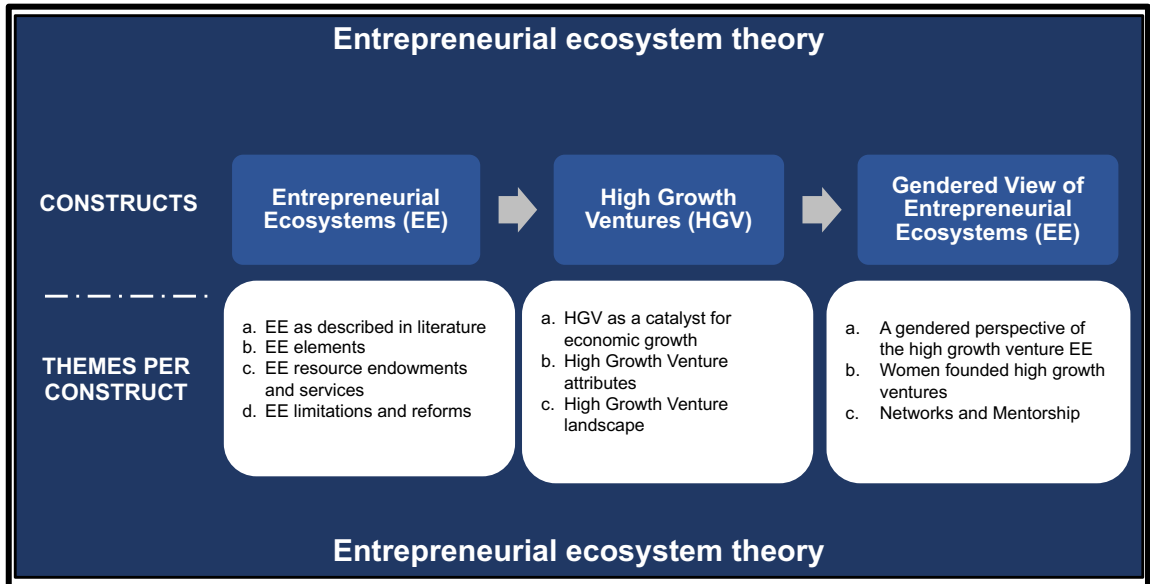 Entrepreneurial ecosystem theory
CONSTRUCTS
Entrepreneurial
Ecosystems (EE)
High Growth
Ventures (HGV)
Gendered View of
Entrepreneurial
Ecosystems (EE)
THEMES PER
CONSTRUCT
a. EE as described in literature
b. EE elements
c. EE resource endowments
and services
d. EE limitations and reforms
a. HGV as a catalyst for
economic growth
b. High Growth Venture
attributes
c. High Growth Venture
landscape
a. A gendered perspective of
the high growth venture EE
b. Women founded high growth
ventures
c. Networks and Mentorship
Entrepreneurial ecosystem theory